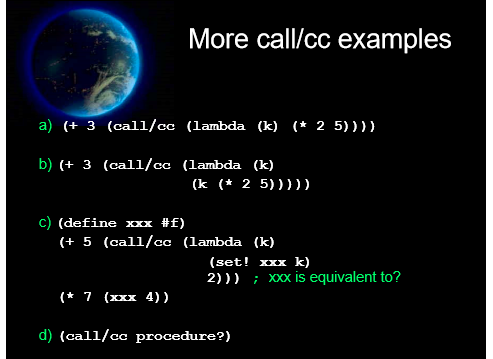 More call/cc examples
a) (+ 3 (call/cc (lambda (k) (* 2 5))))
b) (+ 3 (call/cc (lambda (k)
(k (* 2 5)))))
c) (define xxx #f)
(+ 5 (call/cc (lambda (k)
(set! xxx k)
2))) ; xxx is equivalent to?
(* 7 (xxx 4))
d) (call/cc procedure?)